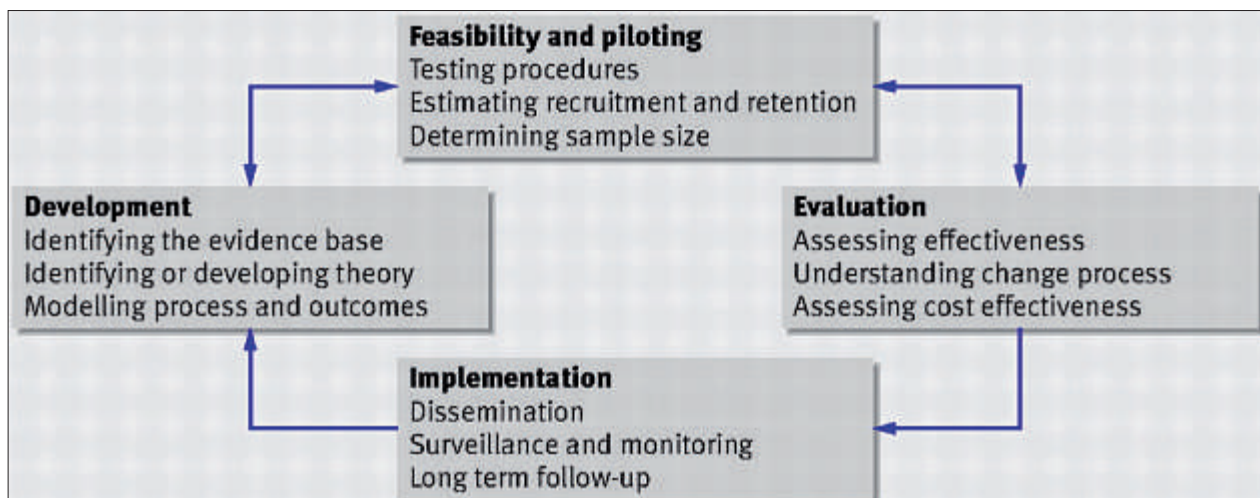 Feasibility and piloting
Testing procedures
Estimating recruitment and retention
Determining sample size
Development
Identifying the evidence base
Identifying or developing theory
Modelling process and outcomes
Evaluation
Assessing effectiveness
Understanding change process
Assessing cost effectiveness
Implementation
Dissemination
Surveillance and monitoring
Long term follow-up